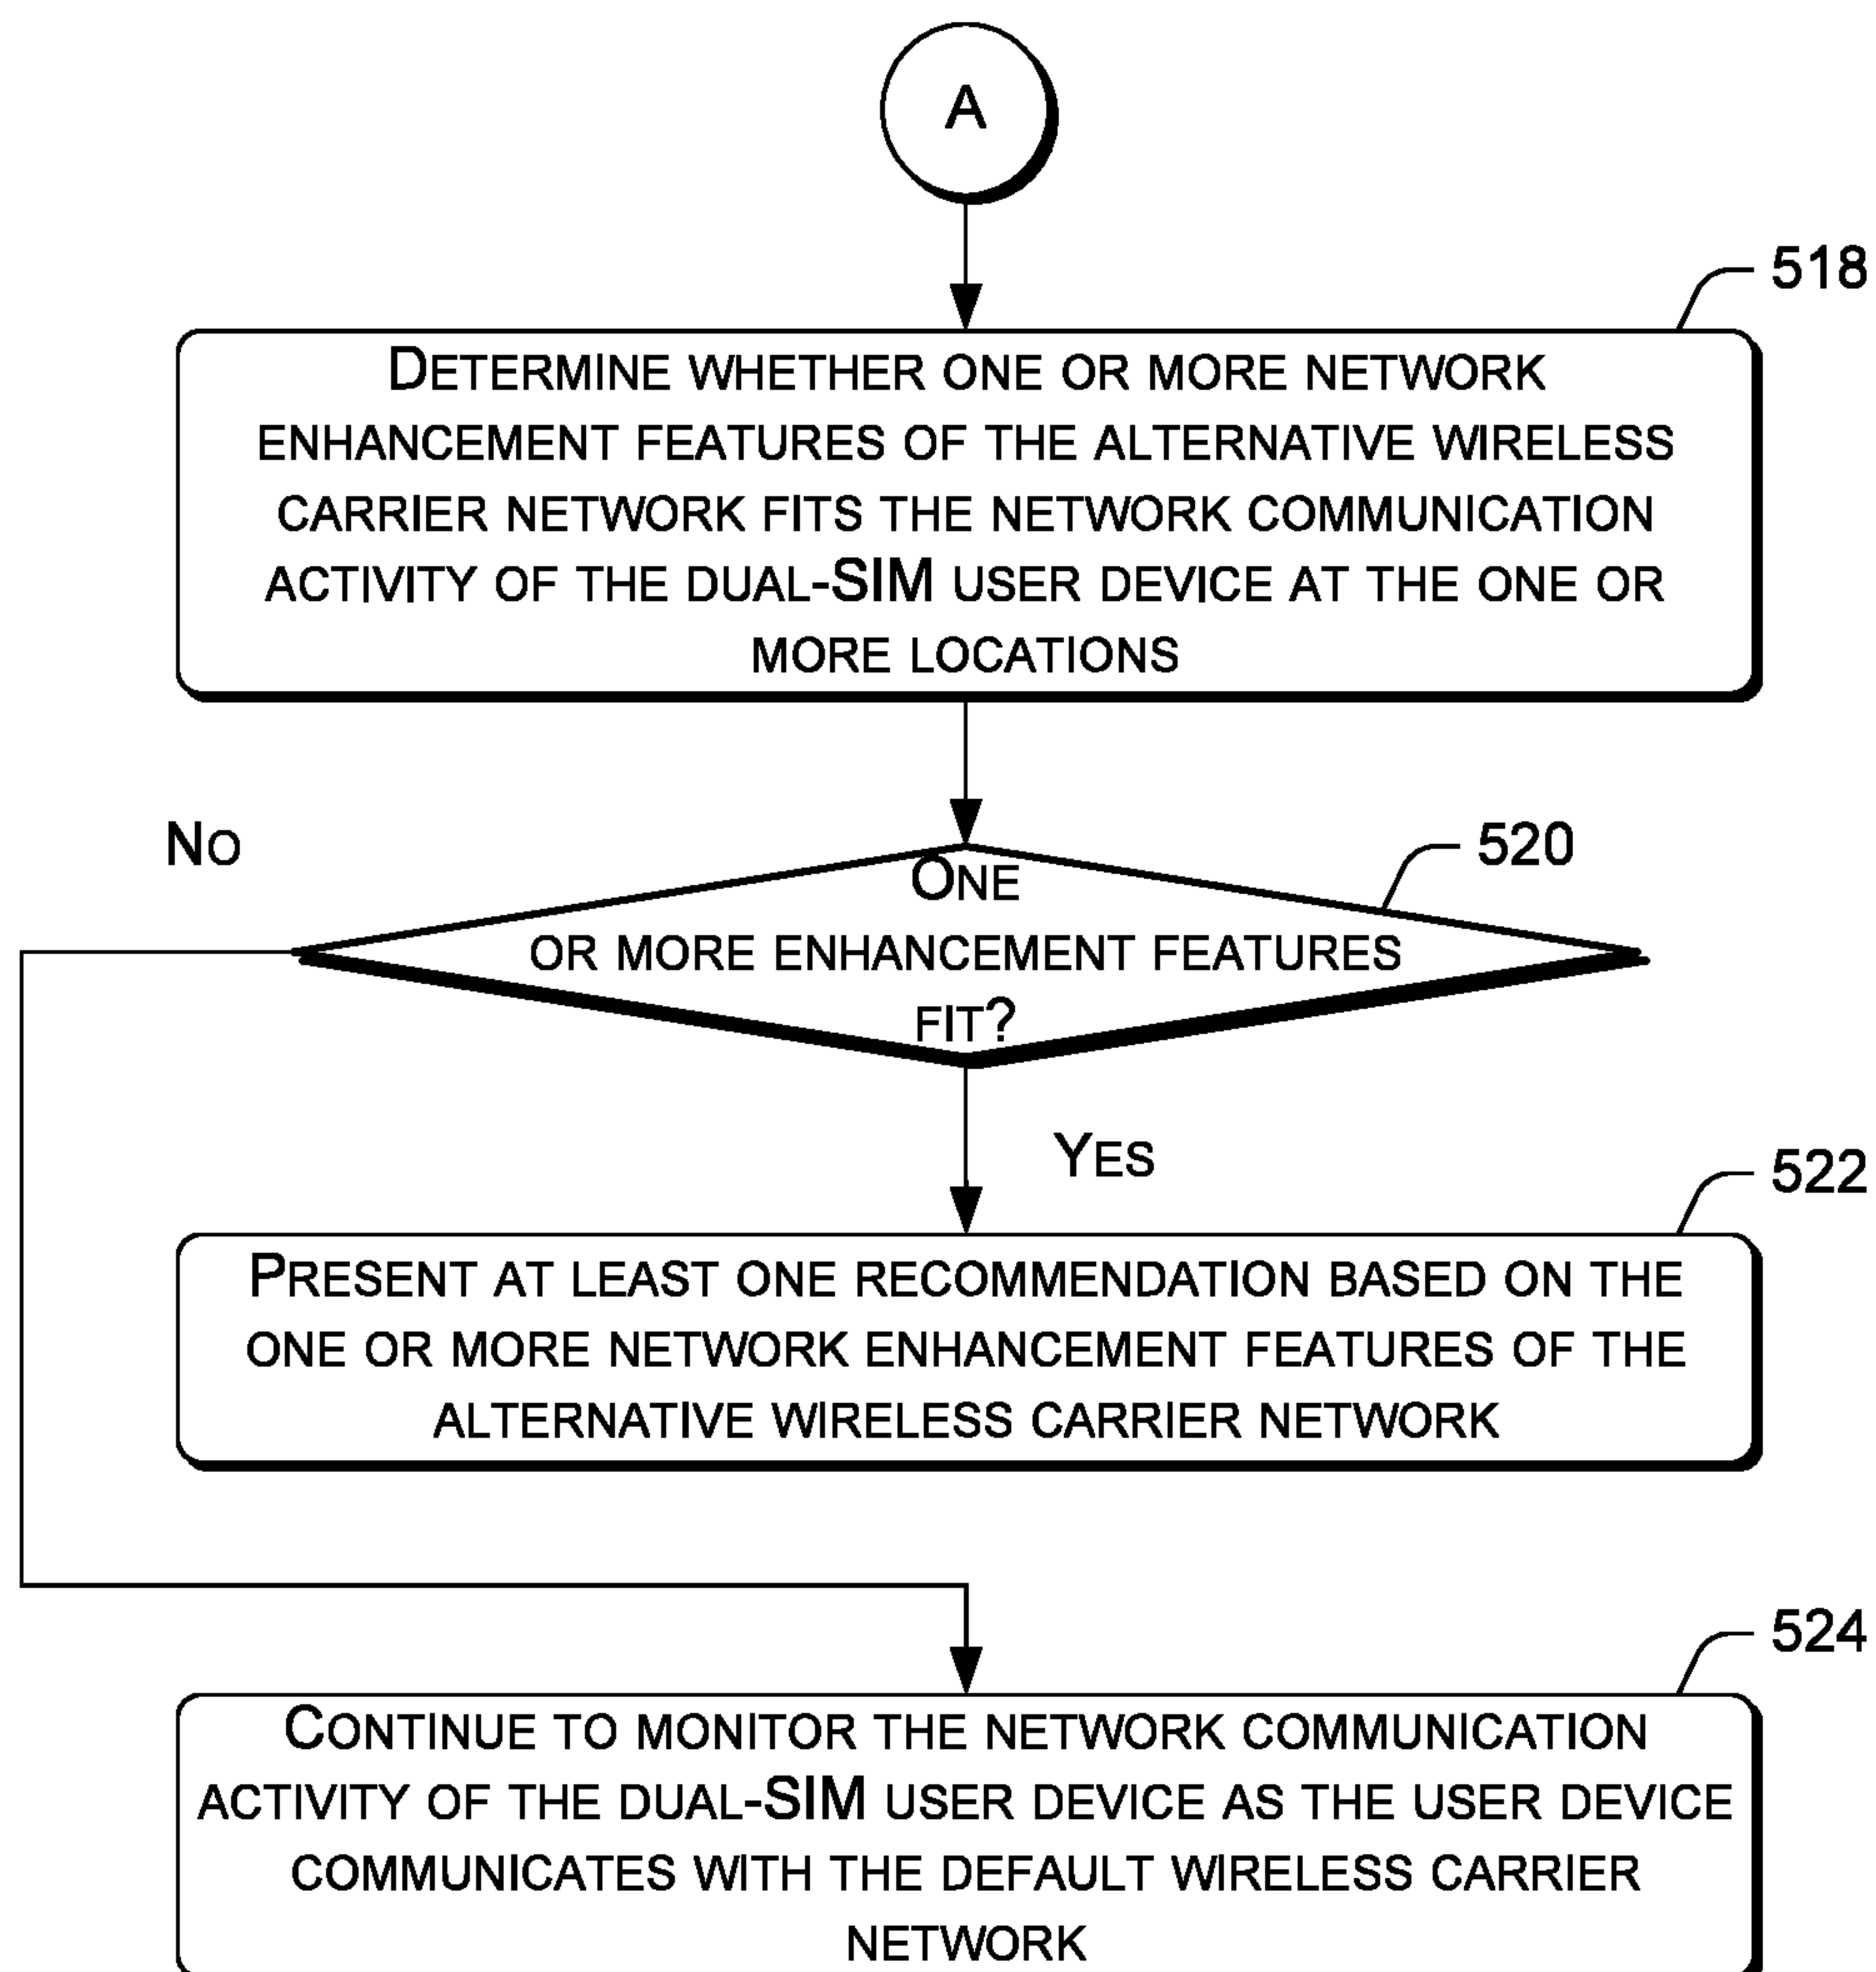 A
518
DETERMINE WHETHER ONE OR MORE NETWORK
ENHANCEMENT FEATURES OF THE ALTERNATIVE WIRELESS
CARRIER NETWORK FITS THE NETWORK COMMUNICATION
ACTIVITY OF THE DUAL-SIM USER DEVICE AT THE ONE OR
MORE LOCATIONS
NO
520
ONE
OR MORE ENHANCEMENT FEATURES
FIT?
YES
522
PRESENT AT LEAST ONE RECOMMENDATION BASED ON THE
ONE OR MORE NETWORK ENHANCEMENT FEATURES OF THE
ALTERNATIVE WIRELESS CARRIER NETWORK
524
CONTINUE TO MONITOR THE NETWORK COMMUNICATION
ACTIVITY OF THE DUAL-SIM USER DEVICE AS THE USER DEVICE
COMMUNICATES WITH THE DEFAULT WIRELESS CARRIER
NETWORK